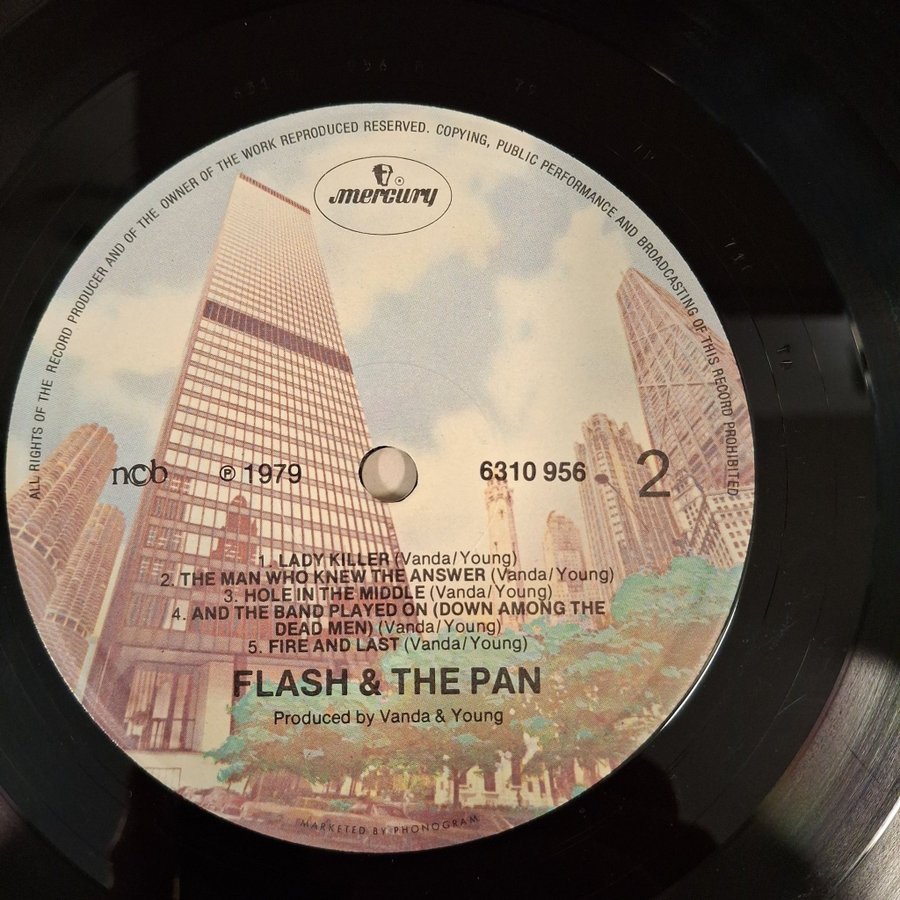 ALL RIGHTS OF THE RECORD PRODUCER AND OF THE OWNER OF THE WORK REPRODUCED RESERVED. COPYING, PUBLIC PERFORMANCE AND BROADCASTING OF THIS RECORD PROHIBITED
mercury ®
ncb ℗ 1979 6310 956 2
1. LADY KILLER (Vanda/Young)
2. THE MAN WHO KNEW THE ANSWER (Vanda/Young)
3. HOLE IN THE MIDDLE (Vanda/Young)
4. AND THE BAND PLAYED ON (DOWN AMONG THE
DEAD MEN) (Vanda/Young)
5. FIRE AND LAST (Vanda/Young)
FLASH & THE PAN
Produced by Vanda & Young
MARKETED BY PHONOGRAM